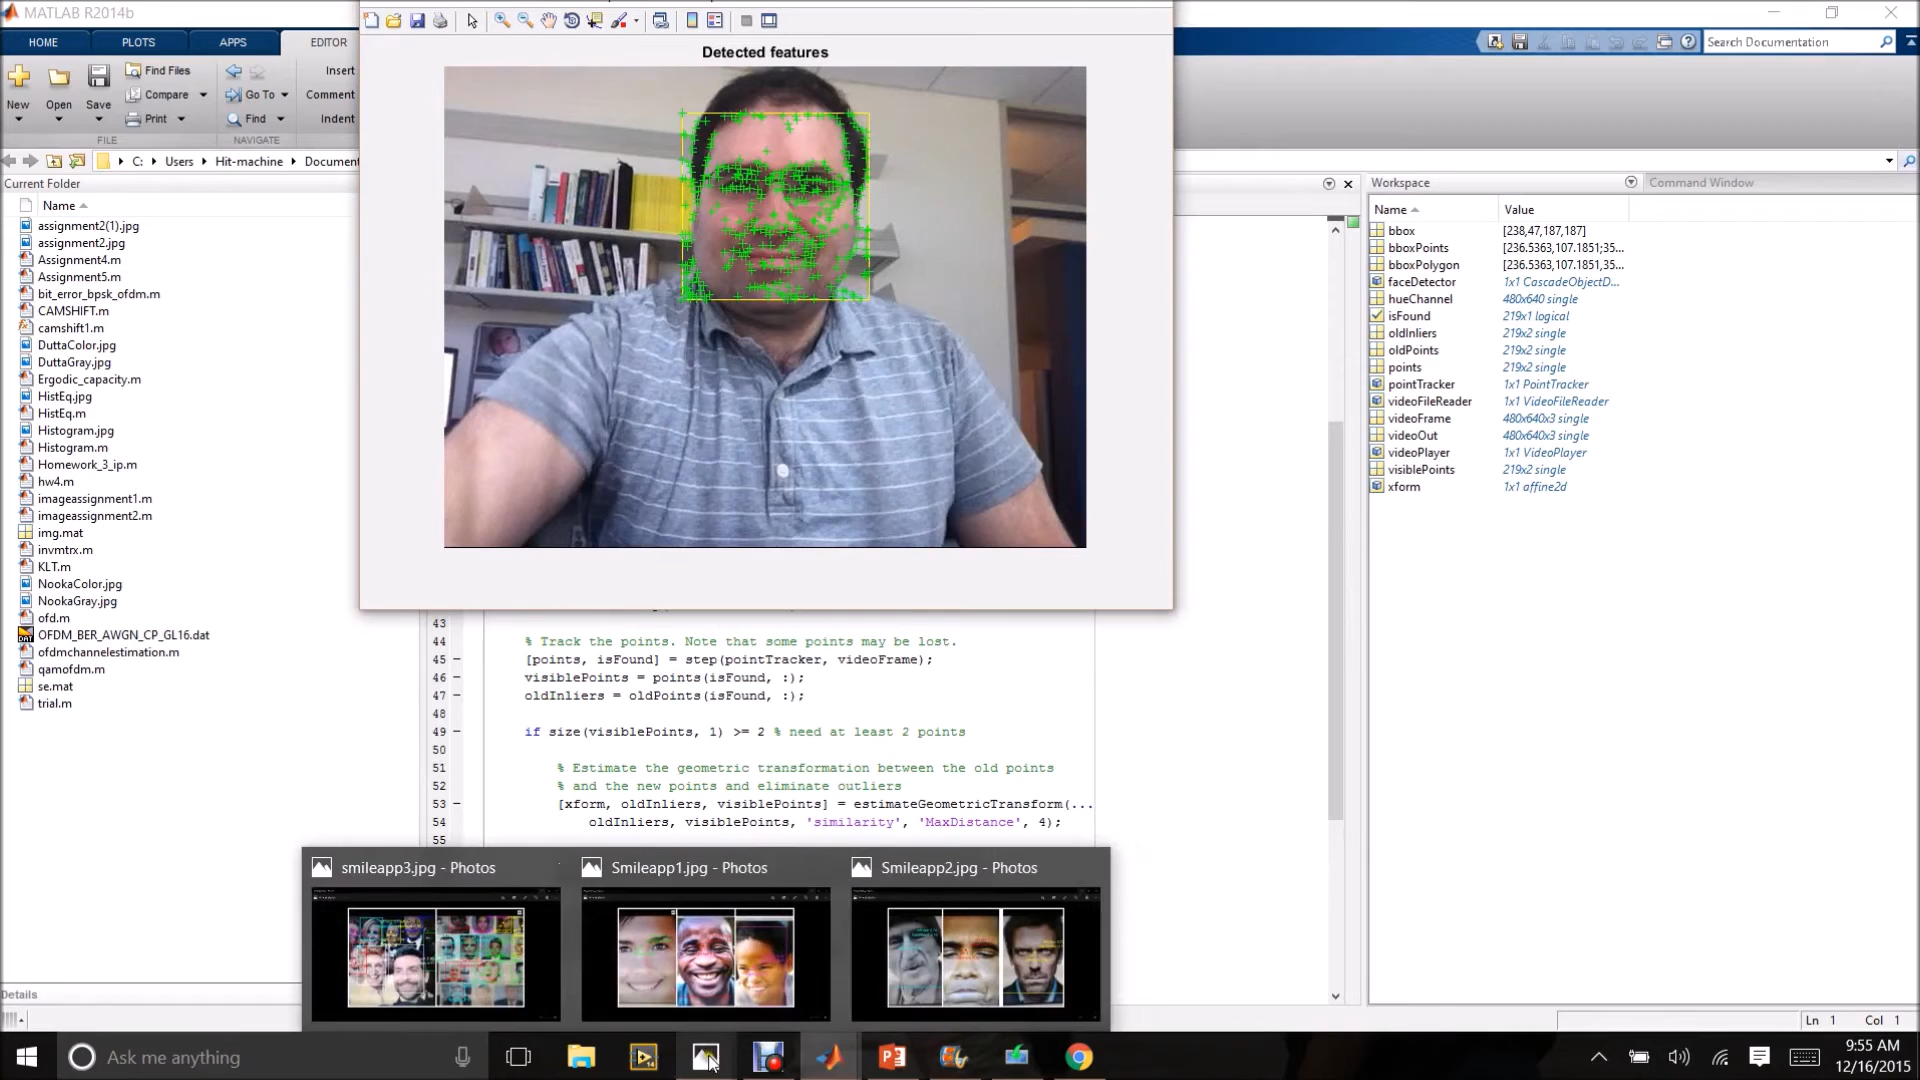 MATLAB R2014b
HOME
PLOTS
APPS
EDITOR
Search Documentation
New
Open
Save
Find Files
Compare
Print
Go To
Find
Insert
Comment
Indent
FILE
NAVIGATE
C:
Users
Hit-machine
Document
Current Folder
Name
assignment2(1).jpg
assignment2.jpg
Assignment4.m
Assignment5.m
bit_error_bpsk_ofdm.m
CAMSHIFT.m
camshift1.m
DuttaColor.jpg
DuttaGray.jpg
Ergodic_capacity.m
HistEq.jpg
HistEq.m
Histogram.jpg
Histogram.m
Homework_3_ip.m
hw4.m
imageassignment1.m
imageassignment2.m
img.mat
invmtrx.m
KLT.m
NookaColor.jpg
NookaGray.jpg
ofd.m
OFDM_BER_AWGN_CP_GL16.dat
ofdmchannelestimation.m
qamofdm.m
se.mat
trial.m
Details
Detected features
43
44 % Track the points. Note that some points may be lost.
45 [points, isFound] = step(pointTracker, videoFrame);
46 visiblePoints = points(isFound, :);
47 oldInliers = oldPoints(isFound, :);
48
49 if size(visiblePoints, 1) >= 2 % need at least 2 points
50
51 % Estimate the geometric transformation between the old points
52 % and the new points and eliminate outliers
53 [xform, oldInliers, visiblePoints] = estimateGeometricTransform(...
54 oldInliers, visiblePoints, 'similarity', 'MaxDistance', 4);
55
Workspace
Command Window
Name Value
bbox [238,47,187,187]
bboxPoints [236.5363,107.1851;35...
bboxPolygon [236.5363,107.1851,35...
faceDetector 1x1 CascadeObjectD...
hueChannel 480x640 single
isFound 219x1 logical
oldInliers 219x2 single
oldPoints 219x2 single
points 219x2 single
pointTracker 1x1 PointTracker
videoFileReader 1x1 VideoFileReader
videoFrame 480x640x3 single
videoOut 480x640x3 single
videoPlayer 1x1 VideoPlayer
visiblePoints 219x2 single
xform 1x1 affine2d
smileapp3.jpg - Photos
Smileapp1.jpg - Photos
Smileapp2.jpg - Photos
Ln 1 Col 1
Ask me anything
9:55 AM
12/16/2015